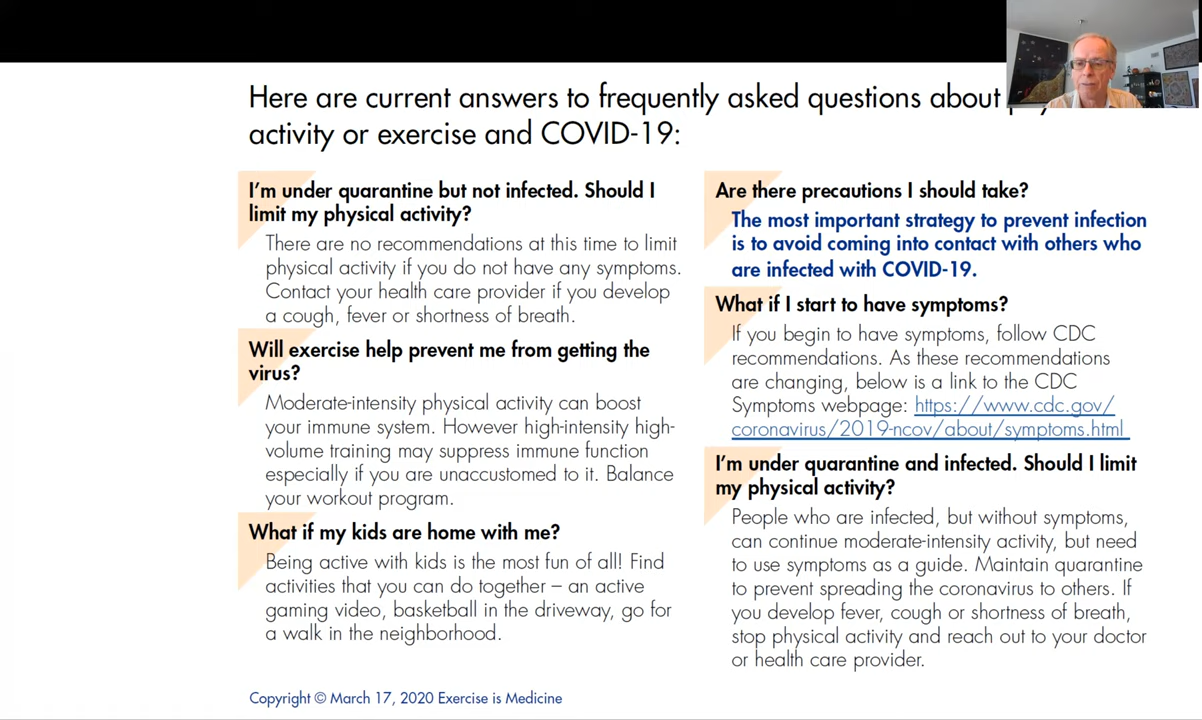 Here are current answers to frequently asked questions about
activity or exercise and COVID-19:
I'm under quarantine but not infected. Should I
limit my physical activity?
There are no recommendations at this time to limit
physical activity if you do not have any symptoms.
Contact your health care provider if you develop
a cough, fever or shortness of breath.
Will exercise help prevent me from getting the
virus?
Moderate-intensity physical activity can boost
your immune system. However high-intensity high-
volume training may suppress immune function
especially if you are unaccustomed to it. Balance
your workout program.
What if my kids are home with me?
Being active with kids is the most fun of all! Find
activities that you can do together – an active
gaming video, basketball in the driveway, go for
a walk in the neighborhood.
Are there precautions I should take?
The most important strategy to prevent infection
is to avoid coming into contact with others who
are infected with COVID-19.
What if I start to have symptoms?
If you begin to have symptoms, follow CDC
recommendations. As these recommendations
are changing, below is a link to the CDC
Symptoms webpage: https://www.cdc.gov/
coronavirus/2019-ncov/about/symptoms.html
I'm under quarantine and infected. Should I limit
my physical activity?
People who are infected, but without symptoms,
can continue moderate-intensity activity, but need
to use symptoms as a guide. Maintain quarantine
to prevent spreading the coronavirus to others. If
you develop fever, cough or shortness of breath,
stop physical activity and reach out to your doctor
or health care provider.
Copyright © March 17, 2020 Exercise is Medicine